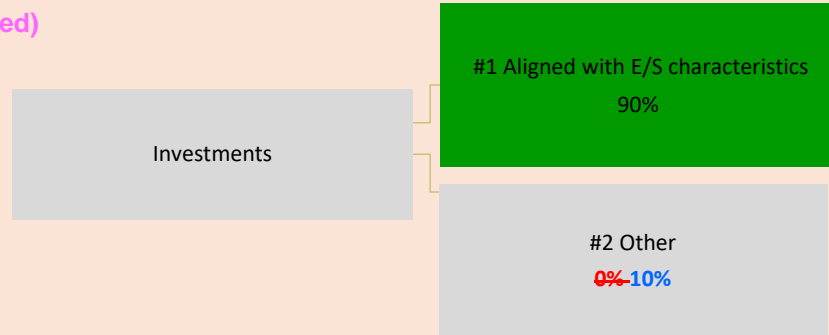 ed)
#1 Aligned with E/S characteristics
90%
Investments
#2 Other
0% 10%